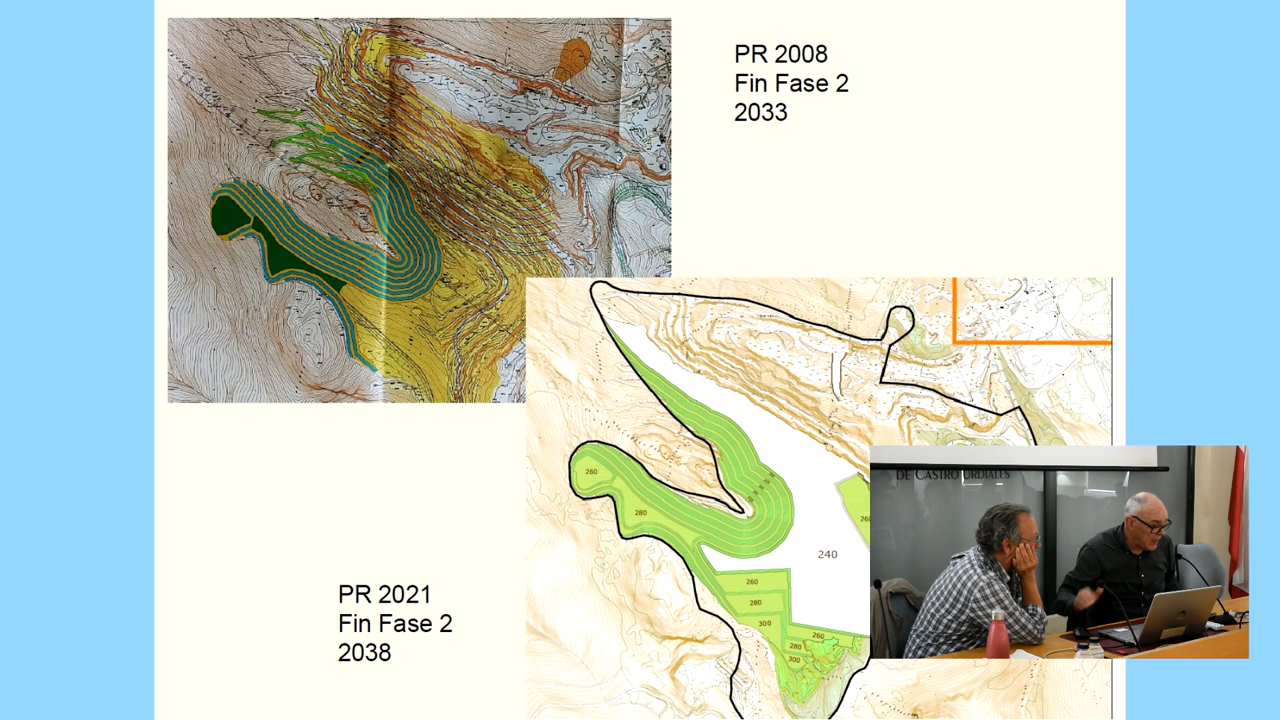 PR 2008
Fin Fase 2
2033
260
280
240
260
280
300
260
280
300
DE CASTRO URDIALES
PR 2021
Fin Fase 2
2038